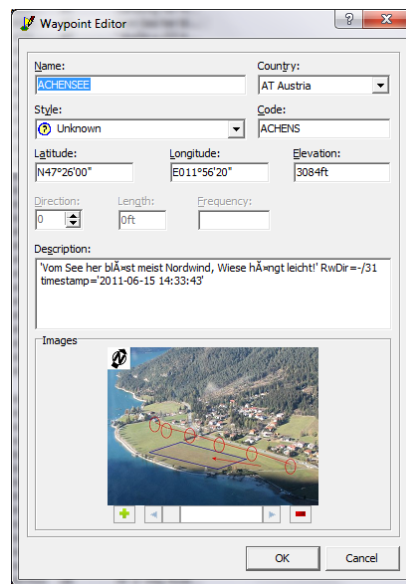 Waypoint Editor
Name:
Country:
ACHENSEE
AT Austria
Style:
Code:
Unknown
ACHENS
Latitude:
Longitude:
Elevation:
N47°26'00"
E011°56'20"
3084ft
Direction:
Length:
Frequency:
0
0ft
Description:
'Vom See her blÃ¤st meist Nordwind, Wiese hÃ¤ngt leicht!' RwDir=-/31
timestamp='2011-06-15 14:33:43'
Images
N
OK
Cancel